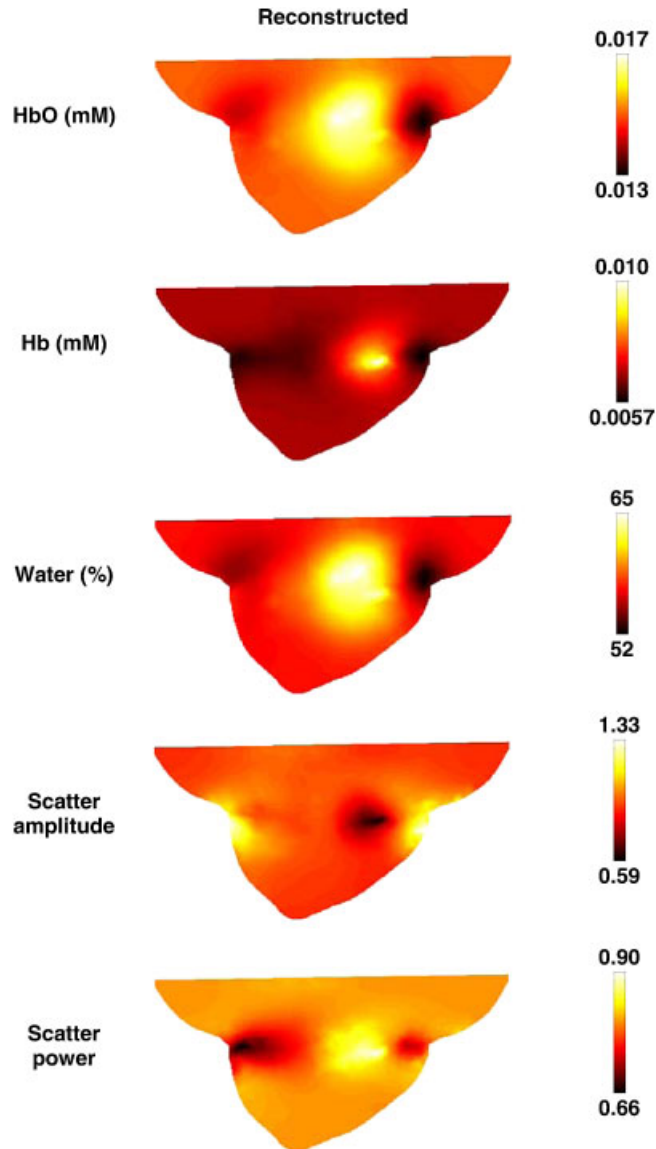 Reconstructed
0.017
HbO (mM)
0.013
0.010
Hb (mM)
0.0057
65
Water (%)
52
1.33
Scatter
amplitude
0.59
0.90
Scatter
power
0.66